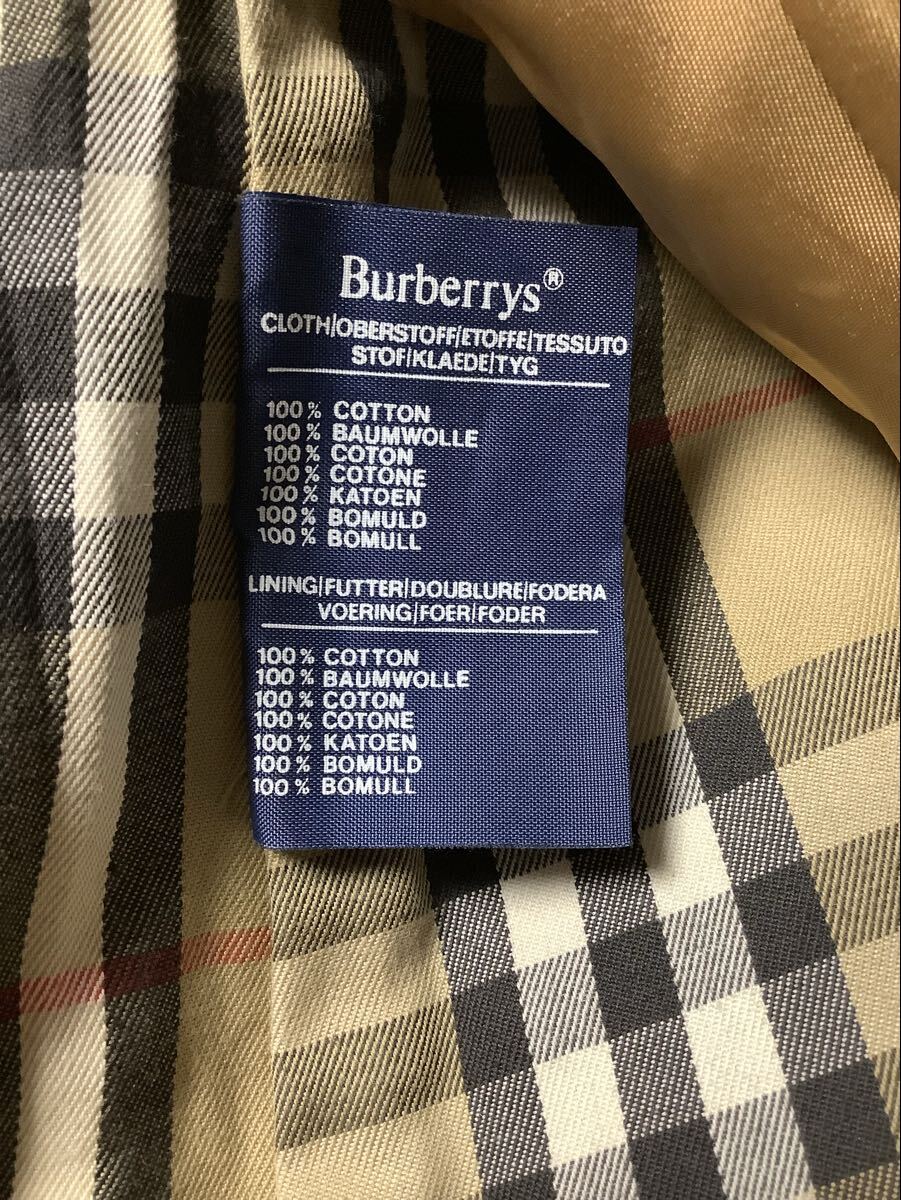 Burberrys®
CLOTH/OBERSTOFF/ETOFFE/TESSUTO
STOF/KLAEDE/TYG
100% COTTON
100% BAUMWOLLE
100% COTON
100% COTONE
100% KATOEN
100% BOMULD
100% BOMULL
LINING/FUTTER/DOUBLURE/FODERA
VOERING/FOER/FODER
100% COTTON
100% BAUMWOLLE
100% COTON
100% COTONE
100% KATOEN
100% BOMULD
100% BOMULL